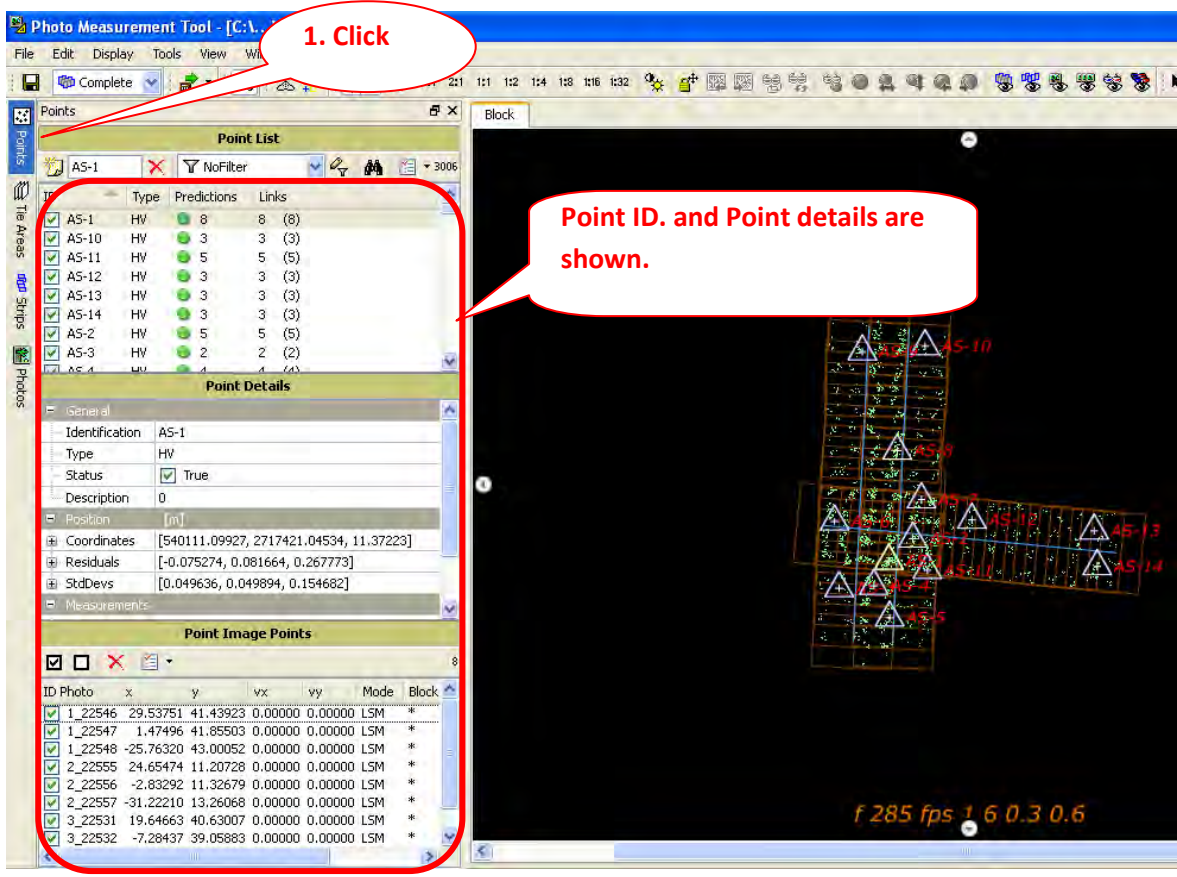 Photo Measurement Tool - [C:\...
1. Click
File Edit Display Tools View
Complete
2:1 1:1 1:2 1:4 1:8 1:16 1:32
Points
Block
Point List
Points
Tie Areas
Strips
Photos
AS-1 NoFilter 3006
Type Predictions Links
AS-1 HV 8 8 (8)
AS-10 HV 3 3 (3)
AS-11 HV 5 5 (5)
AS-12 HV 3 3 (3)
AS-13 HV 3 3 (3)
AS-14 HV 3 3 (3)
AS-2 HV 5 5 (5)
AS-3 HV 2 2 (2)
Point ID. and Point details are
shown.
Point Details
General
Identification AS-1
Type HV
Status True
Description 0
Position [m]
Coordinates [540111.09927, 2717421.04534, 11.37223]
Residuals [-0.075274, 0.081664, 0.267773]
StdDevs [0.049636, 0.049894, 0.154682]
Measurements
Point Image Points
8
ID Photo x y vx vy Mode Block
1_22546 29.53751 41.43923 0.00000 0.00000 LSM *
1_22547 1.47496 41.85503 0.00000 0.00000 LSM *
1_22548 -25.76320 43.00052 0.00000 0.00000 LSM *
2_22555 24.65474 11.20728 0.00000 0.00000 LSM *
2_22556 -2.83292 11.32679 0.00000 0.00000 LSM *
2_22557 -31.22210 13.26068 0.00000 0.00000 LSM *
3_22531 19.64663 40.63007 0.00000 0.00000 LSM *
3_22532 -7.28437 39.05883 0.00000 0.00000 LSM *
AS-10
AS-8
AS-12
AS-13
AS-14
AS-11
AS-4
AS-5
f 285 fps 1 6 0.3 0.6